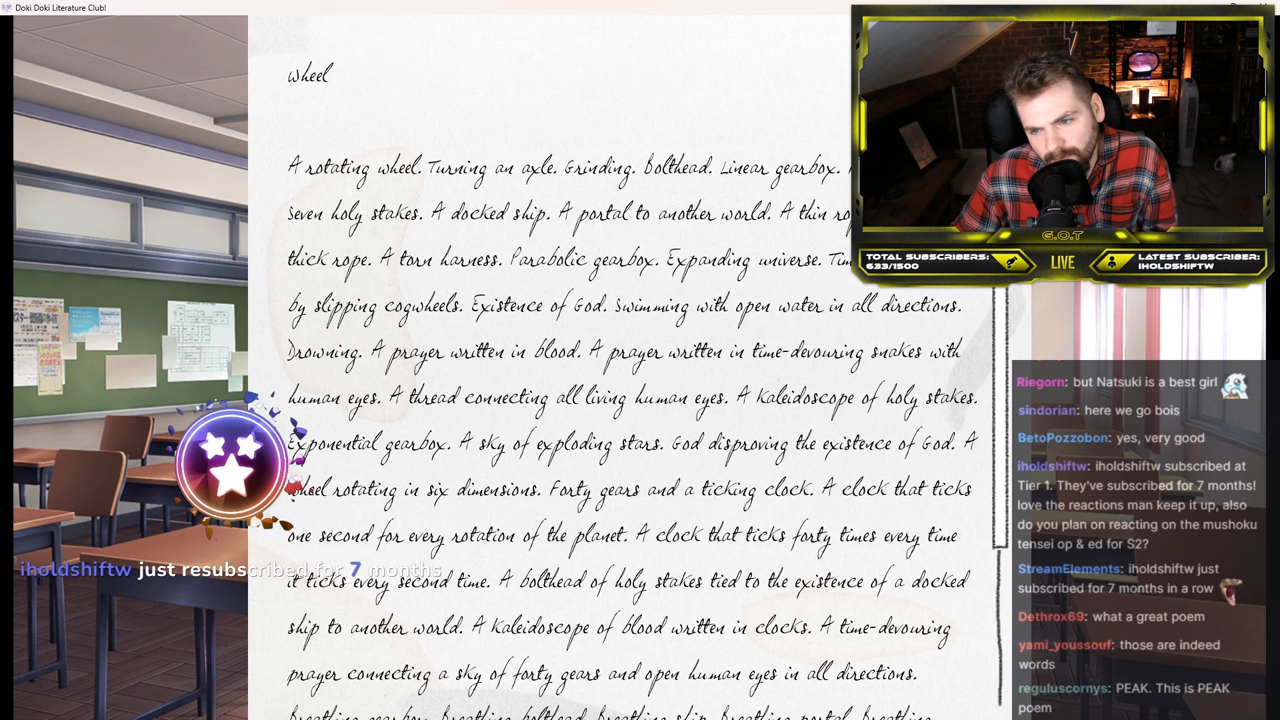 Doki Doki Literature Club!
wheel
A rotating wheel. Turning an axle. Grinding. Bolthead. Linear gearbox.
seven holy stakes. A docked ship. A portal to another world. A thin
thick rope. A torn harness. Parabolic gearbox. Expanding universe.
by slipping cogwheels. Existence of God. Swimming with open water in all directions.
Drowning. A prayer written in blood. A prayer written in time-devouring snakes with
human eyes. A thread connecting all living human eyes. A kaleidoscope of holy stakes.
Exponential gearbox. A sky of exploding stars. God disproving the existence of God. A
wheel rotating in six dimensions. Forty gears and a ticking clock. A clock that ticks
one second for every rotation of the planet. A clock that ticks forty times every time
it ticks every second time. A bolthead of holy stakes tied to the existence of a docked
ship to another world. A kaleidoscope of blood written in clocks. A time-devouring
prayer connecting a sky of forty gears and open human eyes in all directions.
Breathing gearbox. Breathing bolthead. Breathing ship. Breathing portal. Breathing
iholdshiftw just resubscribed for 7 months
G.O.T
TOTAL SUBSCRIBERS:
633/1500
LIVE
LATEST SUBSCRIBER:
IHOLDSHIFTW
Riegorn: but Natsuki is a best girl
sindorian: here we go bois
BetoPozzobon: yes, very good
iholdshiftw: iholdshiftw subscribed at
Tier 1. They've subscribed for 7 months!
love the reactions man keep it up, also
do you plan on reacting on the mushoku
tensei op & ed for S2?
StreamElements: iholdshiftw just
subscribed for 7 months in a row
Dethrox69: what a great poem
yami_youssouf: those are indeed
words
reguluscornys: PEAK. This is PEAK
poem